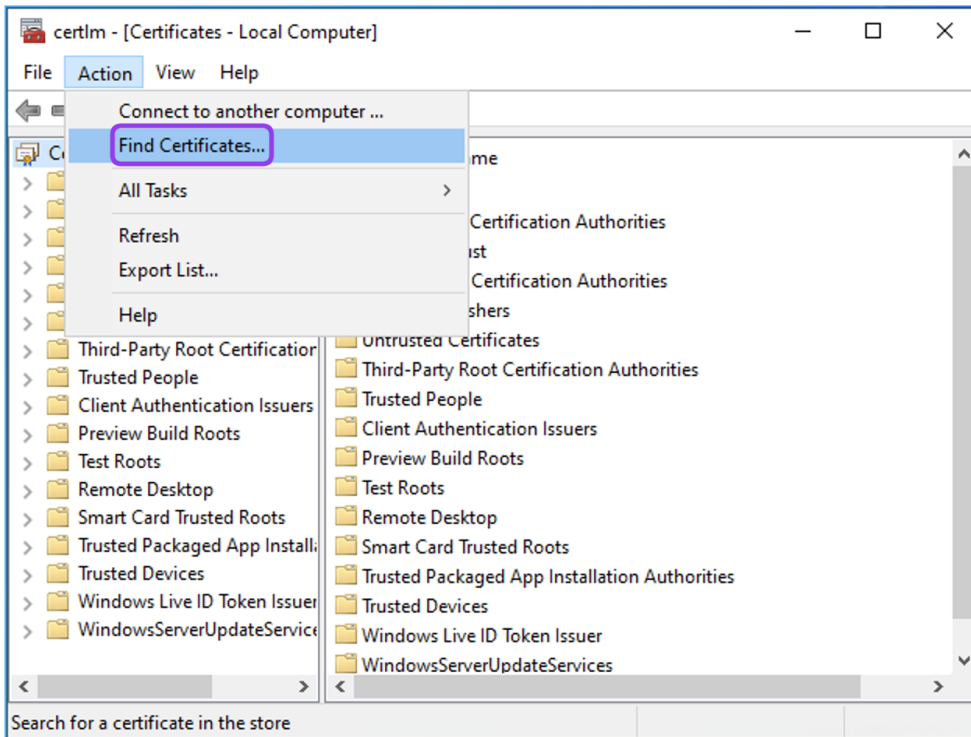 certlm - [Certificates - Local Computer]
File Action View Help
Connect to another computer ...
Find Certificates...
All Tasks
Refresh
Export List...
Help
Third-Party Root Certification
Trusted People
Client Authentication Issuers
Preview Build Roots
Test Roots
Remote Desktop
Smart Card Trusted Roots
Trusted Packaged App Install
Trusted Devices
Windows Live ID Token Issuer
WindowsServerUpdateService
Certification Authorities
Certification Authorities
Untrusted Certificates
Third-Party Root Certification Authorities
Trusted People
Client Authentication Issuers
Preview Build Roots
Test Roots
Remote Desktop
Smart Card Trusted Roots
Trusted Packaged App Installation Authorities
Trusted Devices
Windows Live ID Token Issuer
WindowsServerUpdateServices
Search for a certificate in the store